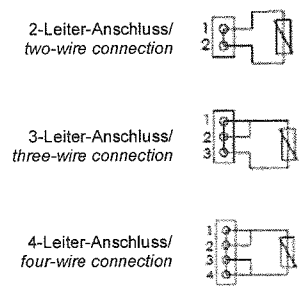 2-Leiter-Anschluss/
two-wire connection
1
2
3-Leiter-Anschluss/
three-wire connection
1
2
3
4-Leiter-Anschluss/
four-wire connection
1
2
3
4